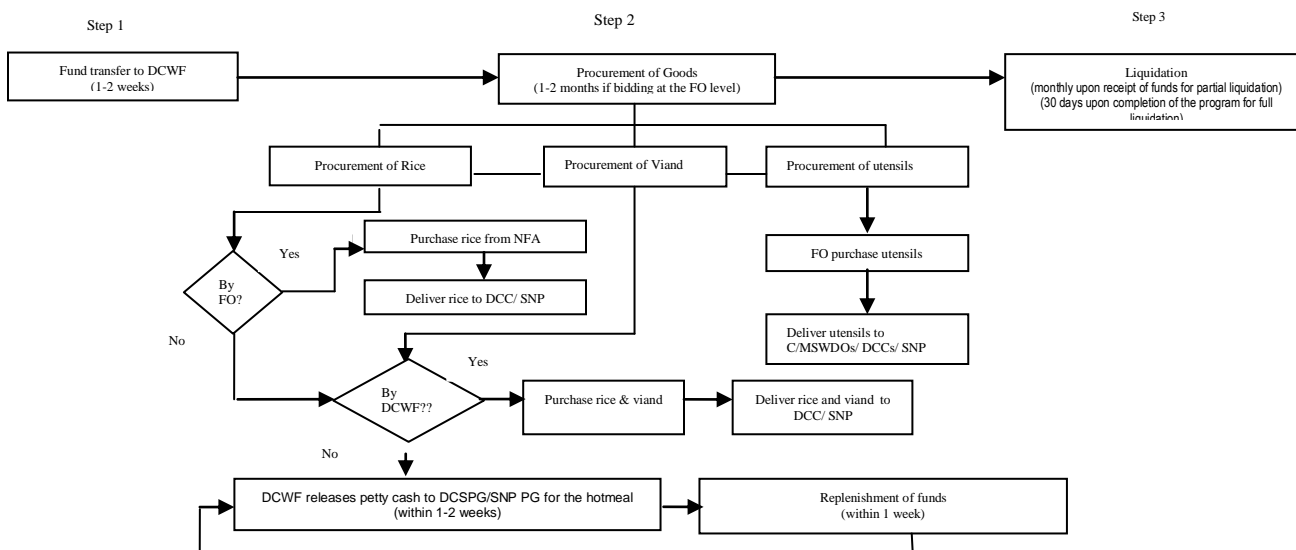 Step 1
Step 2
Step 3
Fund transfer to DCWF
(1-2 weeks)
Procurement of Goods
(1-2 months if bidding at the FO level)
Liquidation
(monthly upon receipt of funds for partial liquidation)
(30 days upon completion of the program for full
liquidation)
Procurement of Rice
Procurement of Viand
Procurement of utensils
Yes
Purchase rice from NFA
FO purchase utensils
By
FO?
Deliver rice to DCC/ SNP
No
Deliver utensils to
C/MSWDOs/ DCCs/ SNP
Yes
By
DCWF??
Purchase rice & viand
Deliver rice and viand to
DCC/ SNP
No
DCWF releases petty cash to DCSPG/SNP PG for the hotmeal
(within 1-2 weeks)
Replenishment of funds
(within 1 week)